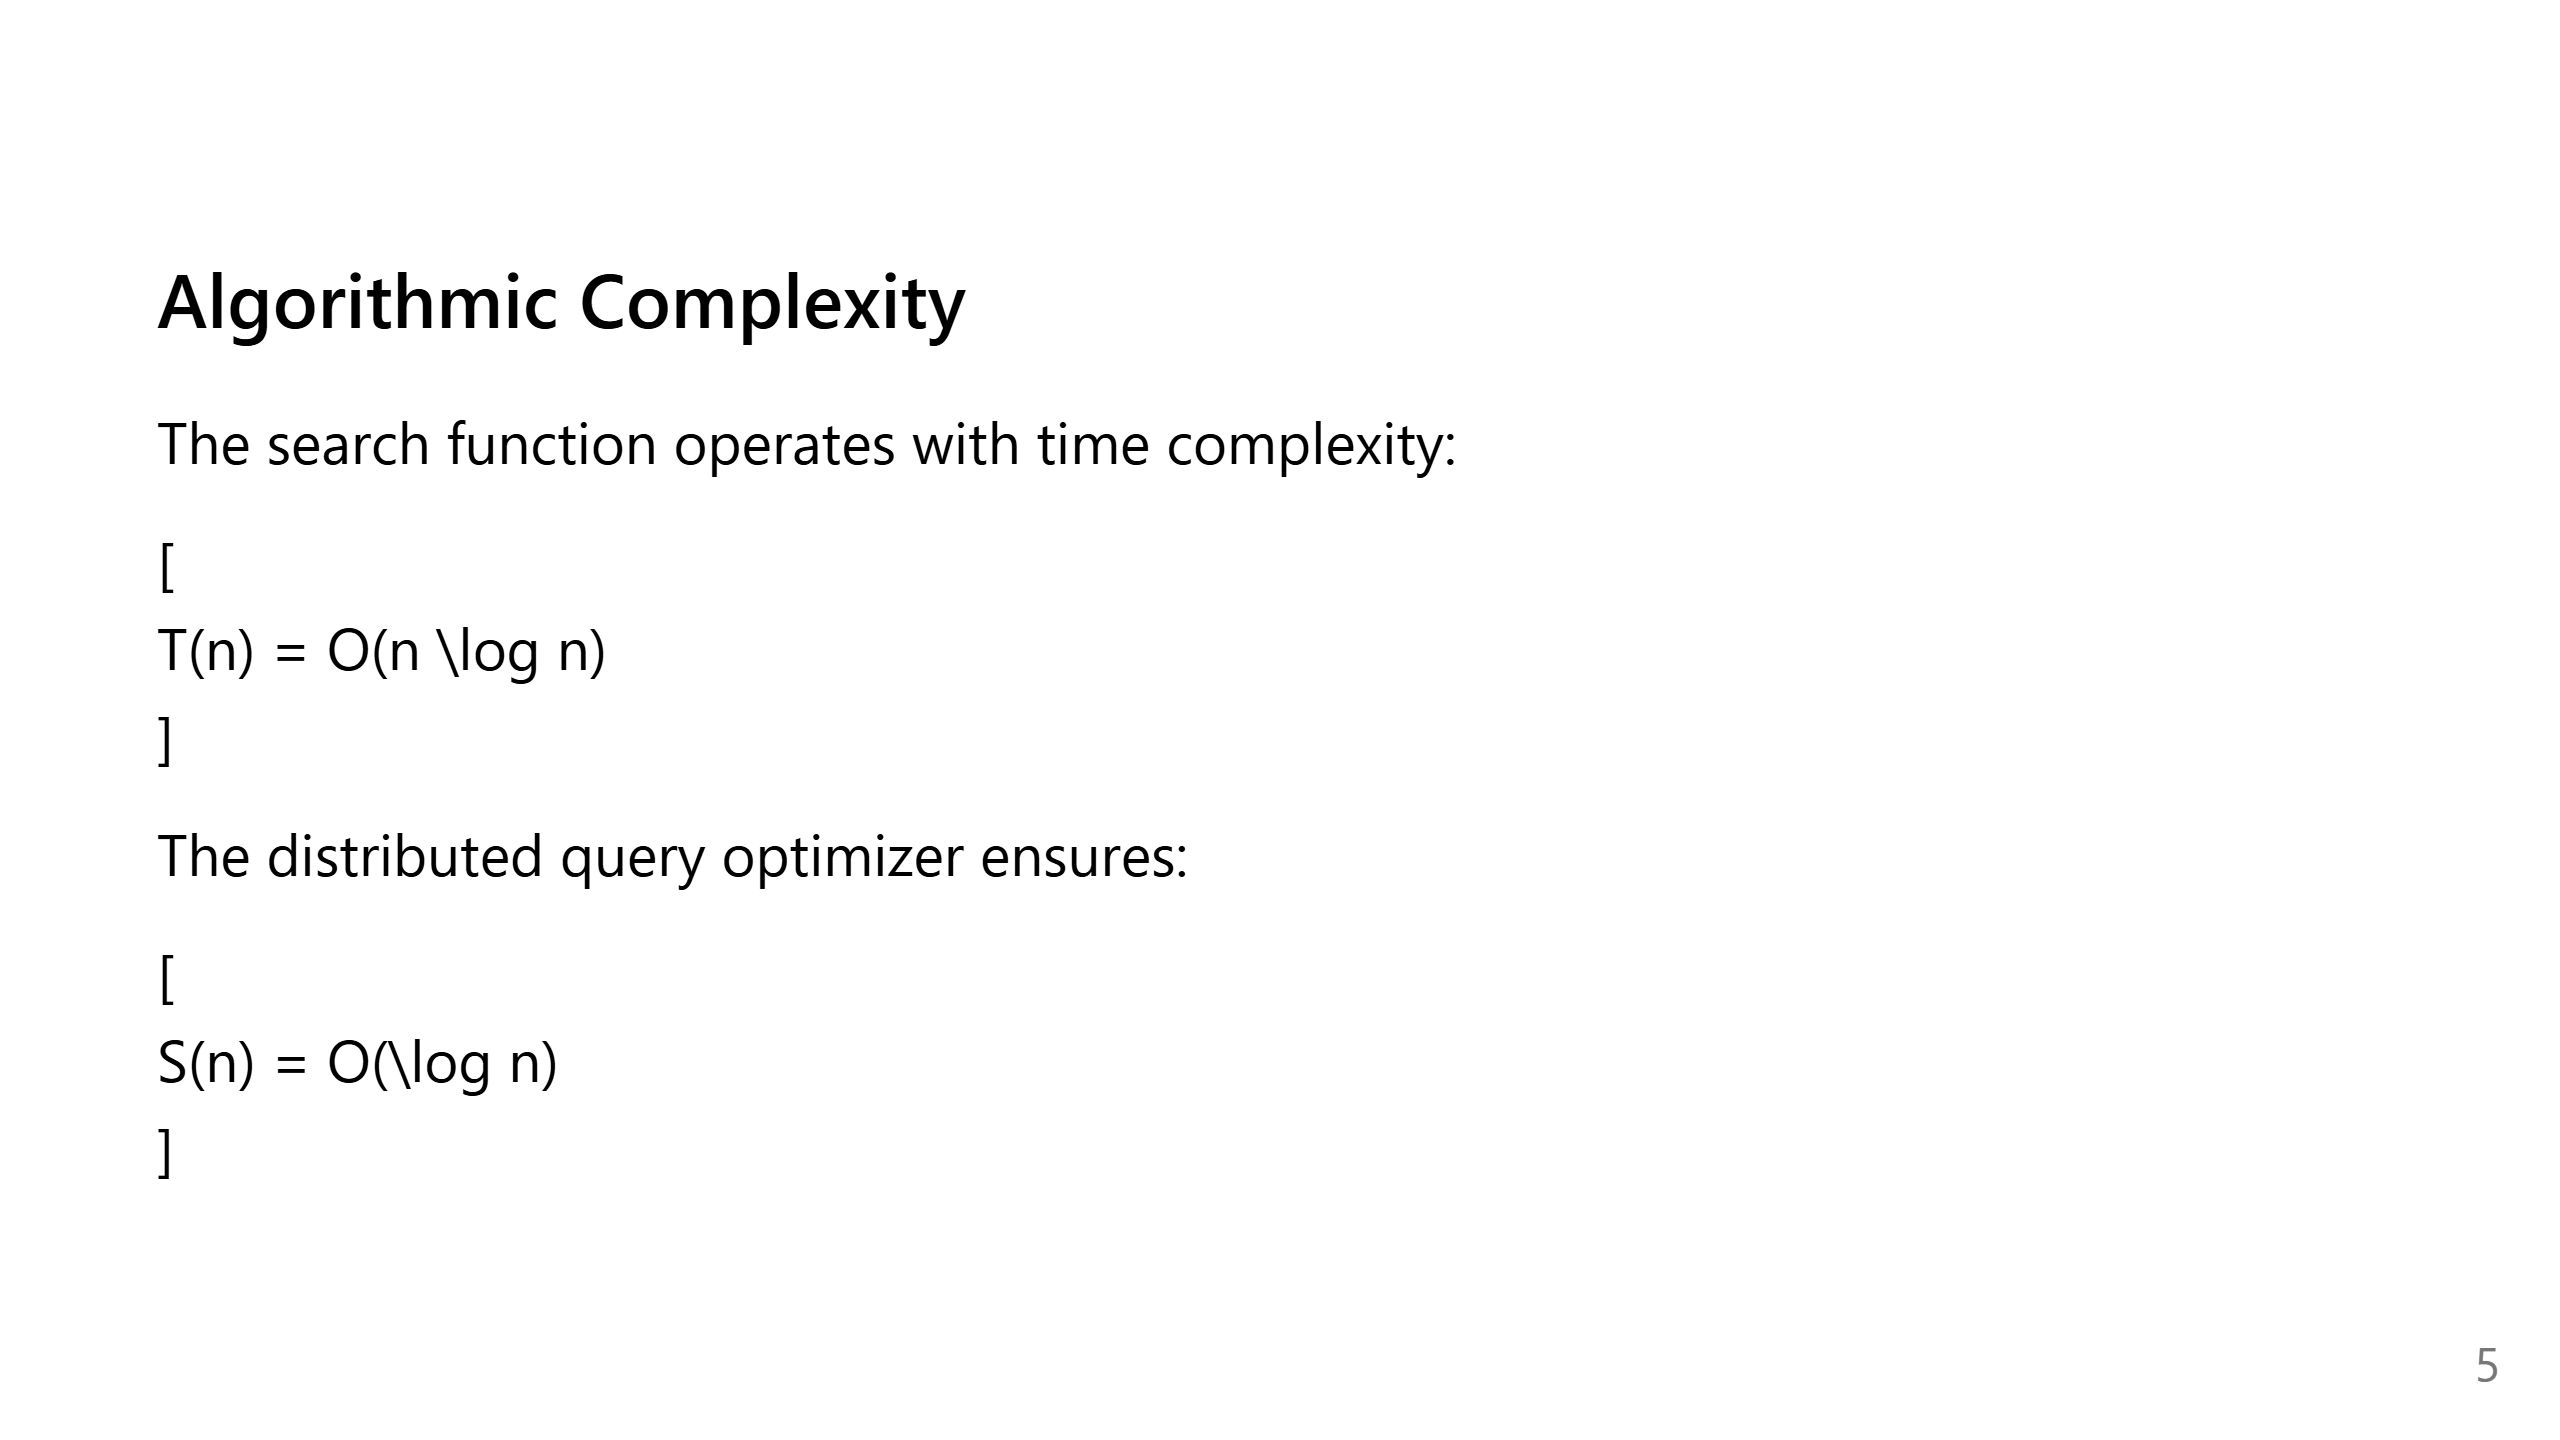 Algorithmic Complexity
The search function operates with time complexity:
[
T(n) = O(n \log n)
]
The distributed query optimizer ensures:
[
S(n) = O(\log n)
]
5